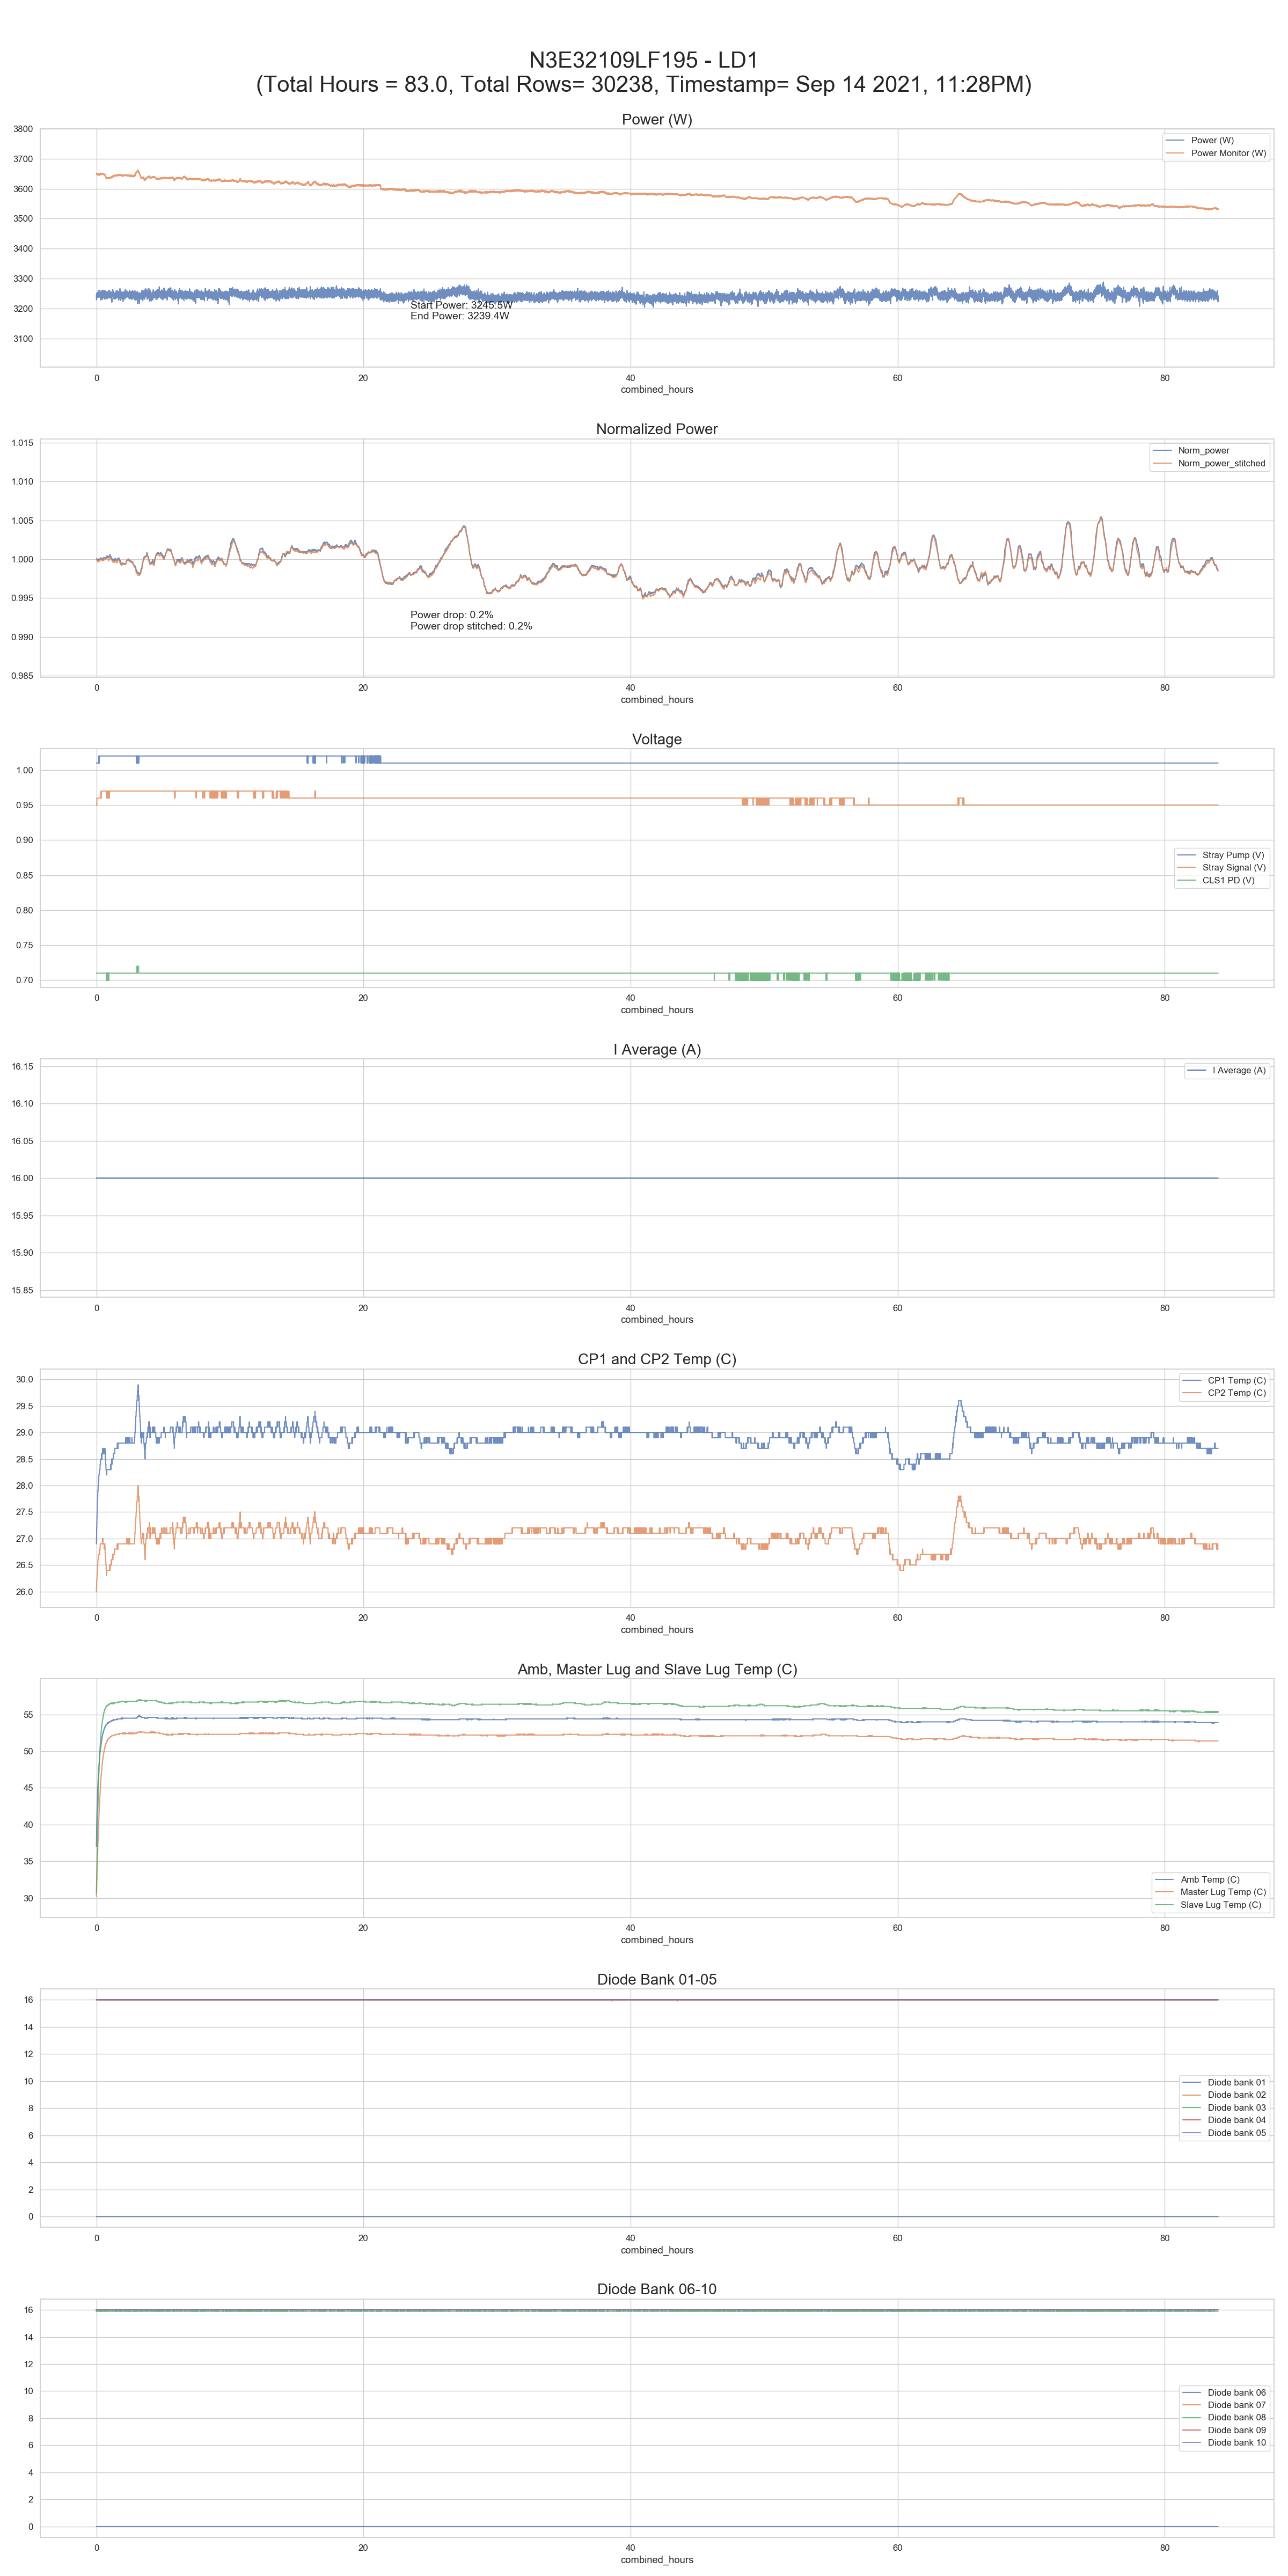 N3E32109LF195 - LD1
(Total Hours = 83.0, Total Rows= 30238, Timestamp= Sep 14 2021, 11:28PM)
Power (W)
3800
3700
3600
3500
3400
3300
3200
3100
Power (W)
Power Monitor (W)
Start Power: 3245.5W
End Power: 3239.4W
0 20 40 60 80
combined_hours
Normalized Power
1.015
1.010
1.005
1.000
0.995
0.990
0.985
Norm_power
Norm_power_stitched
Power drop: 0.2%
Power drop stitched: 0.2%
0 20 40 60 80
combined_hours
Voltage
1.00
0.95
0.90
0.85
0.80
0.75
0.70
Stray Pump (V)
Stray Signal (V)
CLS1 PD (V)
0 20 40 60 80
combined_hours
I Average (A)
16.15
16.10
16.05
16.00
15.95
15.90
15.85
I Average (A)
0 20 40 60 80
combined_hours
CP1 and CP2 Temp (C)
30.0
29.5
29.0
28.5
28.0
27.5
27.0
26.5
26.0
CP1 Temp (C)
CP2 Temp (C)
0 20 40 60 80
combined_hours
Amb, Master Lug and Slave Lug Temp (C)
55
50
45
40
35
30
Amb Temp (C)
Master Lug Temp (C)
Slave Lug Temp (C)
0 20 40 60 80
combined_hours
Diode Bank 01-05
16
14
12
10
8
6
4
2
0
Diode bank 01
Diode bank 02
Diode bank 03
Diode bank 04
Diode bank 05
0 20 40 60 80
combined_hours
Diode Bank 06-10
16
14
12
10
8
6
4
2
0
Diode bank 06
Diode bank 07
Diode bank 08
Diode bank 09
Diode bank 10
0 20 40 60 80
combined_hours